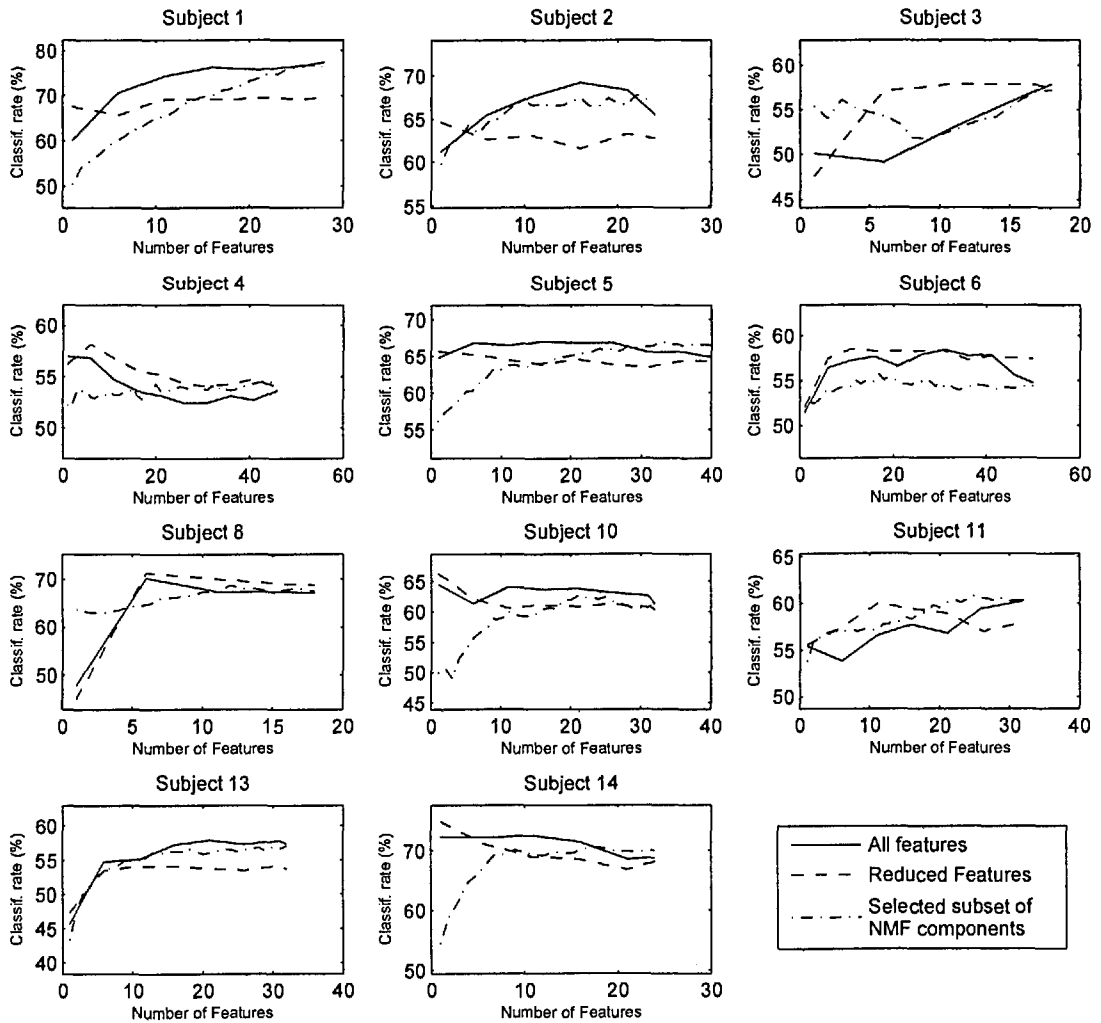 Subject 1
Classif. rate (%)
80
70
60
50
0 10 20 30
Number of Features
Subject 2
Classif. rate (%)
70
65
60
55
0 10 20 30
Number of Features
Subject 3
Classif. rate (%)
60
55
50
45
0 5 10 15 20
Number of Features
Subject 4
Classif. rate (%)
60
55
50
0 20 40 60
Number of Features
Subject 5
Classif. rate (%)
70
65
60
55
0 10 20 30 40
Number of Features
Subject 6
Classif. rate (%)
60
55
50
0 20 40 60
Number of Features
Subject 8
Classif. rate (%)
70
60
50
0 5 10 15 20
Number of Features
Subject 10
Classif. rate (%)
65
60
55
50
45
0 10 20 30 40
Number of Features
Subject 11
Classif. rate (%)
65
60
55
50
0 10 20 30 40
Number of Features
Subject 13
Classif. rate (%)
60
55
50
45
40
0 10 20 30 40
Number of Features
Subject 14
Classif. rate (%)
70
60
50
0 10 20 30
Number of Features
All features
Reduced Features
Selected subset of
NMF components